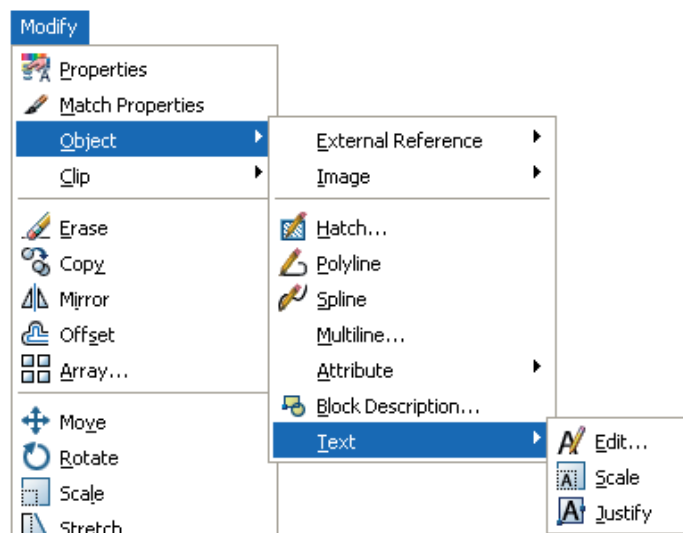 Modify
Properties
Match Properties
Object
Clip
Erase
Copy
Mirror
Offset
Array...
Move
Rotate
Scale
Stretch
External Reference
Image
Hatch...
Polyline
Spline
Multiline...
Attribute
Block Description...
Text
Edit...
Scale
Justify